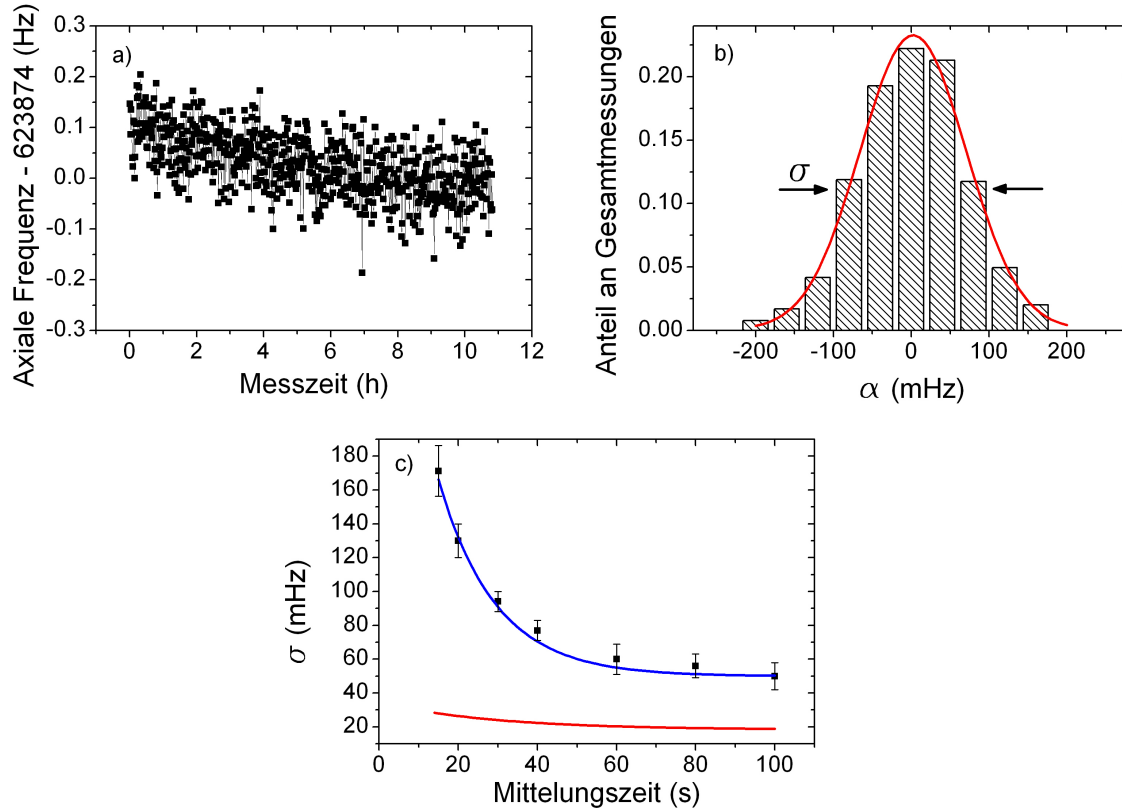 a)
Axiale Frequenz - 623874 (Hz)
0.3
0.2
0.1
0.0
-0.1
-0.2
-0.3
0 2 4 6 8 10 12
Messzeit (h)
b)
Anteil an Gesamtmessungen
0.20
0.15
0.10
0.05
0.00
σ
-200 -100 0 100 200
α (mHz)
c)
σ (mHz)
180
160
140
120
100
80
60
40
20
0 20 40 60 80 100
Mittelungszeit (s)